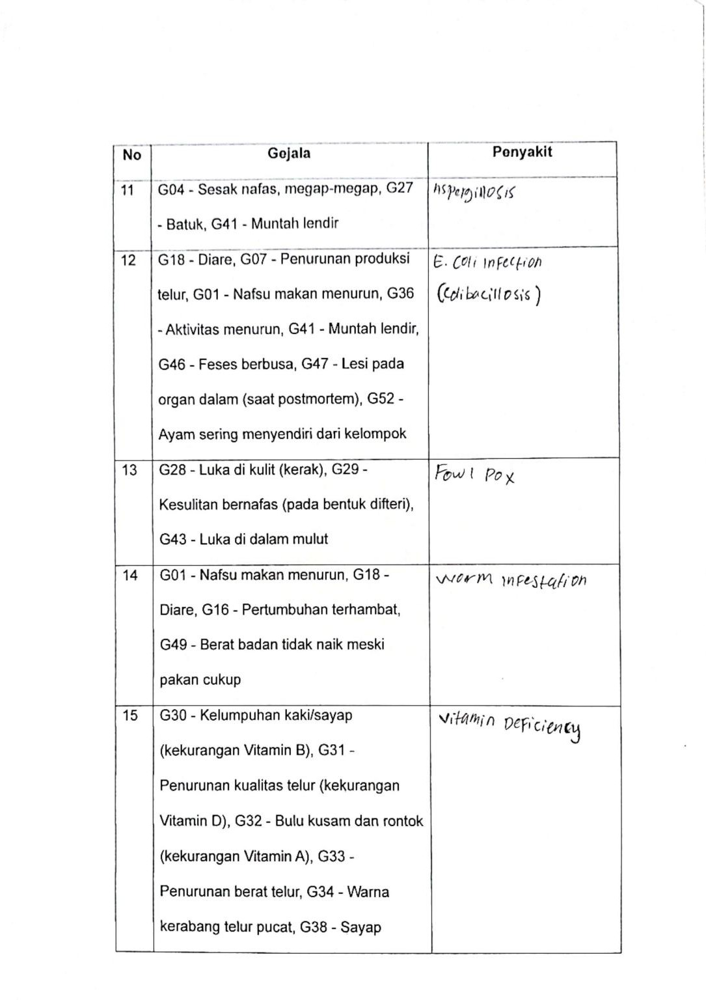 No Gejala Penyakit
11 G04 - Sesak nafas, megap-megap, G27 Aspergillosis
- Batuk, G41 - Muntah lendir
12 G18 - Diare, G07 - Penurunan produksi E. Coli Infection
telur, G01 - Nafsu makan menurun, G36 (Colibacillosis)
- Aktivitas menurun, G41 - Muntah lendir,
G46 - Feses berbusa, G47 - Lesi pada
organ dalam (saat postmortem), G52 -
Ayam sering menyendiri dari kelompok
13 G28 - Luka di kulit (kerak), G29 - Fowl Pox
Kesulitan bernafas (pada bentuk difteri),
G43 - Luka di dalam mulut
14 G01 - Nafsu makan menurun, G18 - Worm Infestation
Diare, G16 - Pertumbuhan terhambat,
G49 - Berat badan tidak naik meski
pakan cukup
15 G30 - Kelumpuhan kaki/sayap Vitamin Deficiency
(kekurangan Vitamin B), G31 -
Penurunan kualitas telur (kekurangan
Vitamin D), G32 - Bulu kusam dan rontok
(kekurangan Vitamin A), G33 -
Penurunan berat telur, G34 - Warna
kerabang telur pucat, G38 - Sayap